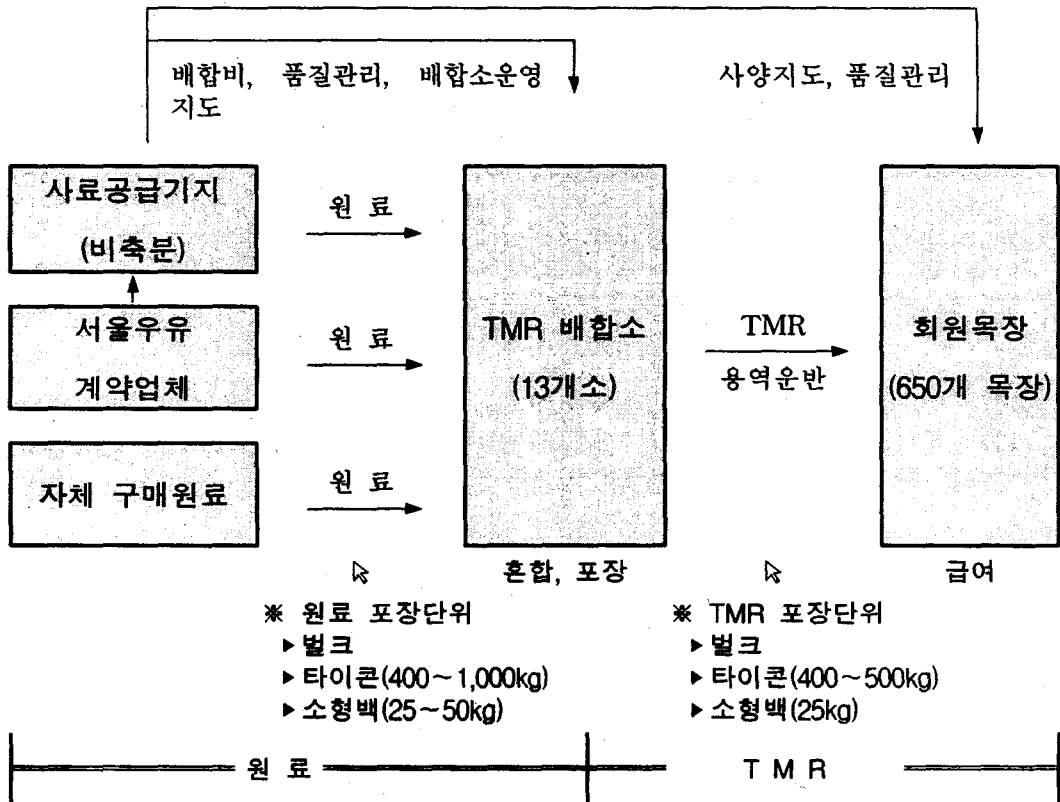 배합비, 품질관리, 배합소운영
지도
사양지도, 품질관리
사료공급기지
(비축분)
원 료
서울우유
계약업체
원 료
자체 구매원료
원 료
TMR 배합소
(13개소)
혼합, 포장
TMR
용역운반
회원목장
(650개 목장)
급여
※ 원료 포장단위
▶벌크
▶타이콘(400~1,000kg)
▶소형백(25~50kg)
※ TMR 포장단위
▶벌크
▶타이콘(400~500kg)
▶소형백(25kg)
원 료
T M R